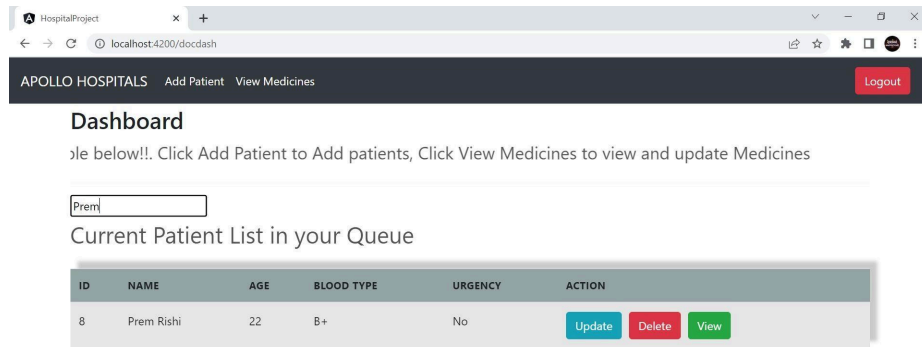 HospitalProject
localhost:4200/docdash
APOLLO HOSPITALS Add Patient View Medicines Logout
Dashboard
ble below!!. Click Add Patient to Add patients, Click View Medicines to view and update Medicines
Prem
Current Patient List in your Queue
ID NAME AGE BLOOD TYPE URGENCY ACTION
8 Prem Rishi 22 B+ No Update Delete View